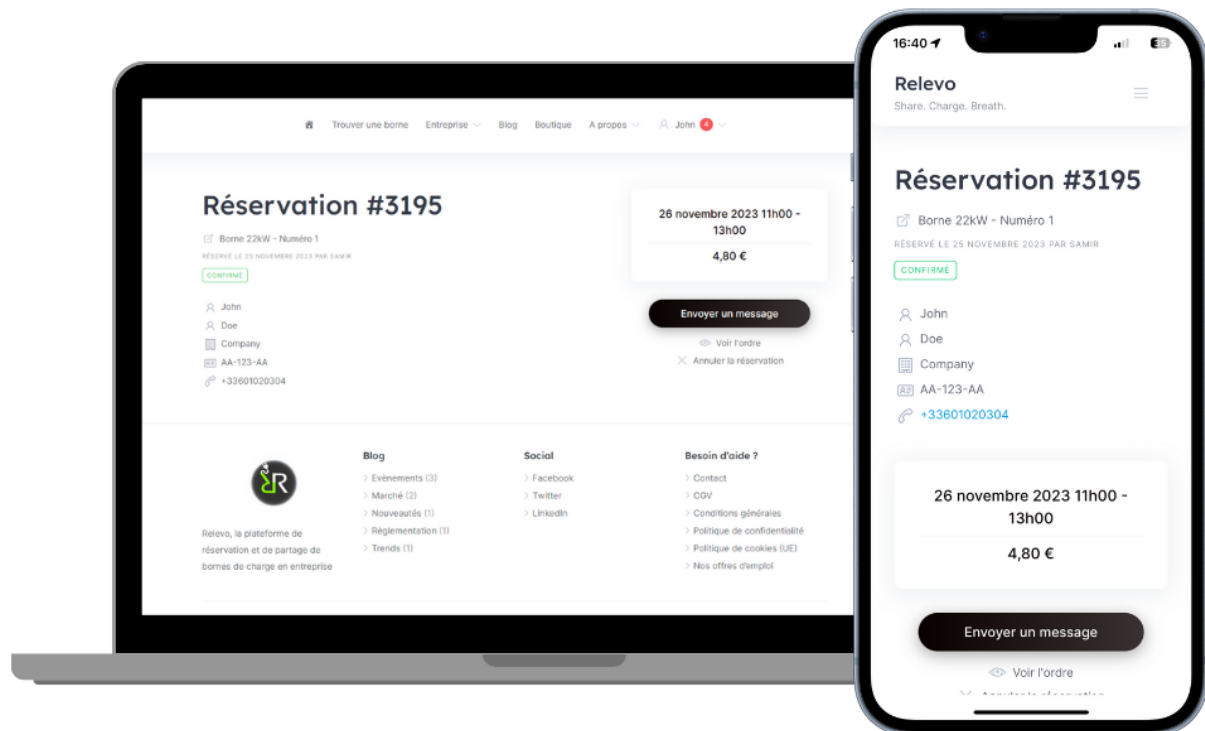 Trouver une borne Entreprise Blog Boutique A propos John 4
Réservation #3195
Borne 22kW - Numéro 1
RÉSERVÉ LE 25 NOVEMBRE 2023 PAR SAMIR
CONFIRMÉ
John
Doe
Company
AA-123-AA
+33601020304
26 novembre 2023 11h00 -
13h00
4,80 €
Envoyer un message
Voir l'ordre
Annuler la réservation
R
Relevo, la plateforme de
réservation et de partage de
bornes de charge en entreprise
Blog
> Evènements (3)
> Marché (2)
> Nouveautés (1)
> Règlementation (1)
> Trends (1)
Social
> Facebook
> Twitter
> LinkedIn
Besoin d'aide ?
> Contact
> CGV
> Conditions générales
> Politique de confidentialité
> Politique de cookies (UE)
> Nos offres d'emploi
16:40
35
Relevo
Share. Charge. Breath.
Réservation #3195
Borne 22kW - Numéro 1
RÉSERVÉ LE 25 NOVEMBRE 2023 PAR SAMIR
CONFIRMÉ
John
Doe
Company
AA-123-AA
+33601020304
26 novembre 2023 11h00 -
13h00
4,80 €
Envoyer un message
Voir l'ordre
Annuler la réservation